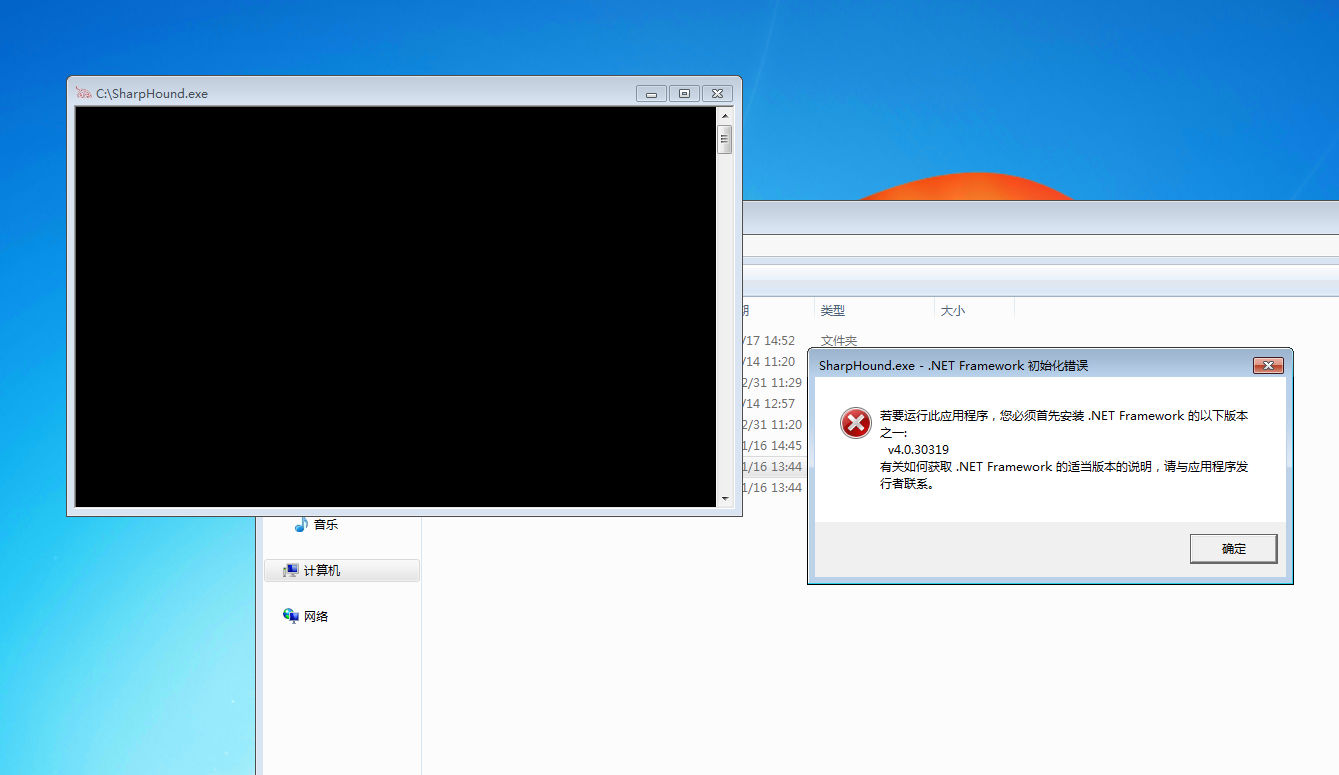 C:\SharpHound.exe
期 类型 大小
/17 14:52 文件夹
/14 11:20
2/31 11:29
/14 12:57
2/31 11:20
1/16 14:45
1/16 13:44
1/16 13:44
SharpHound.exe - .NET Framework 初始化错误
若要运行此应用程序，您必须首先安装 .NET Framework 的以下版本
之一:
v4.0.30319
有关如何获取 .NET Framework 的适当版本的说明，请与应用程序发
行者联系。
确定
音乐
计算机
网络